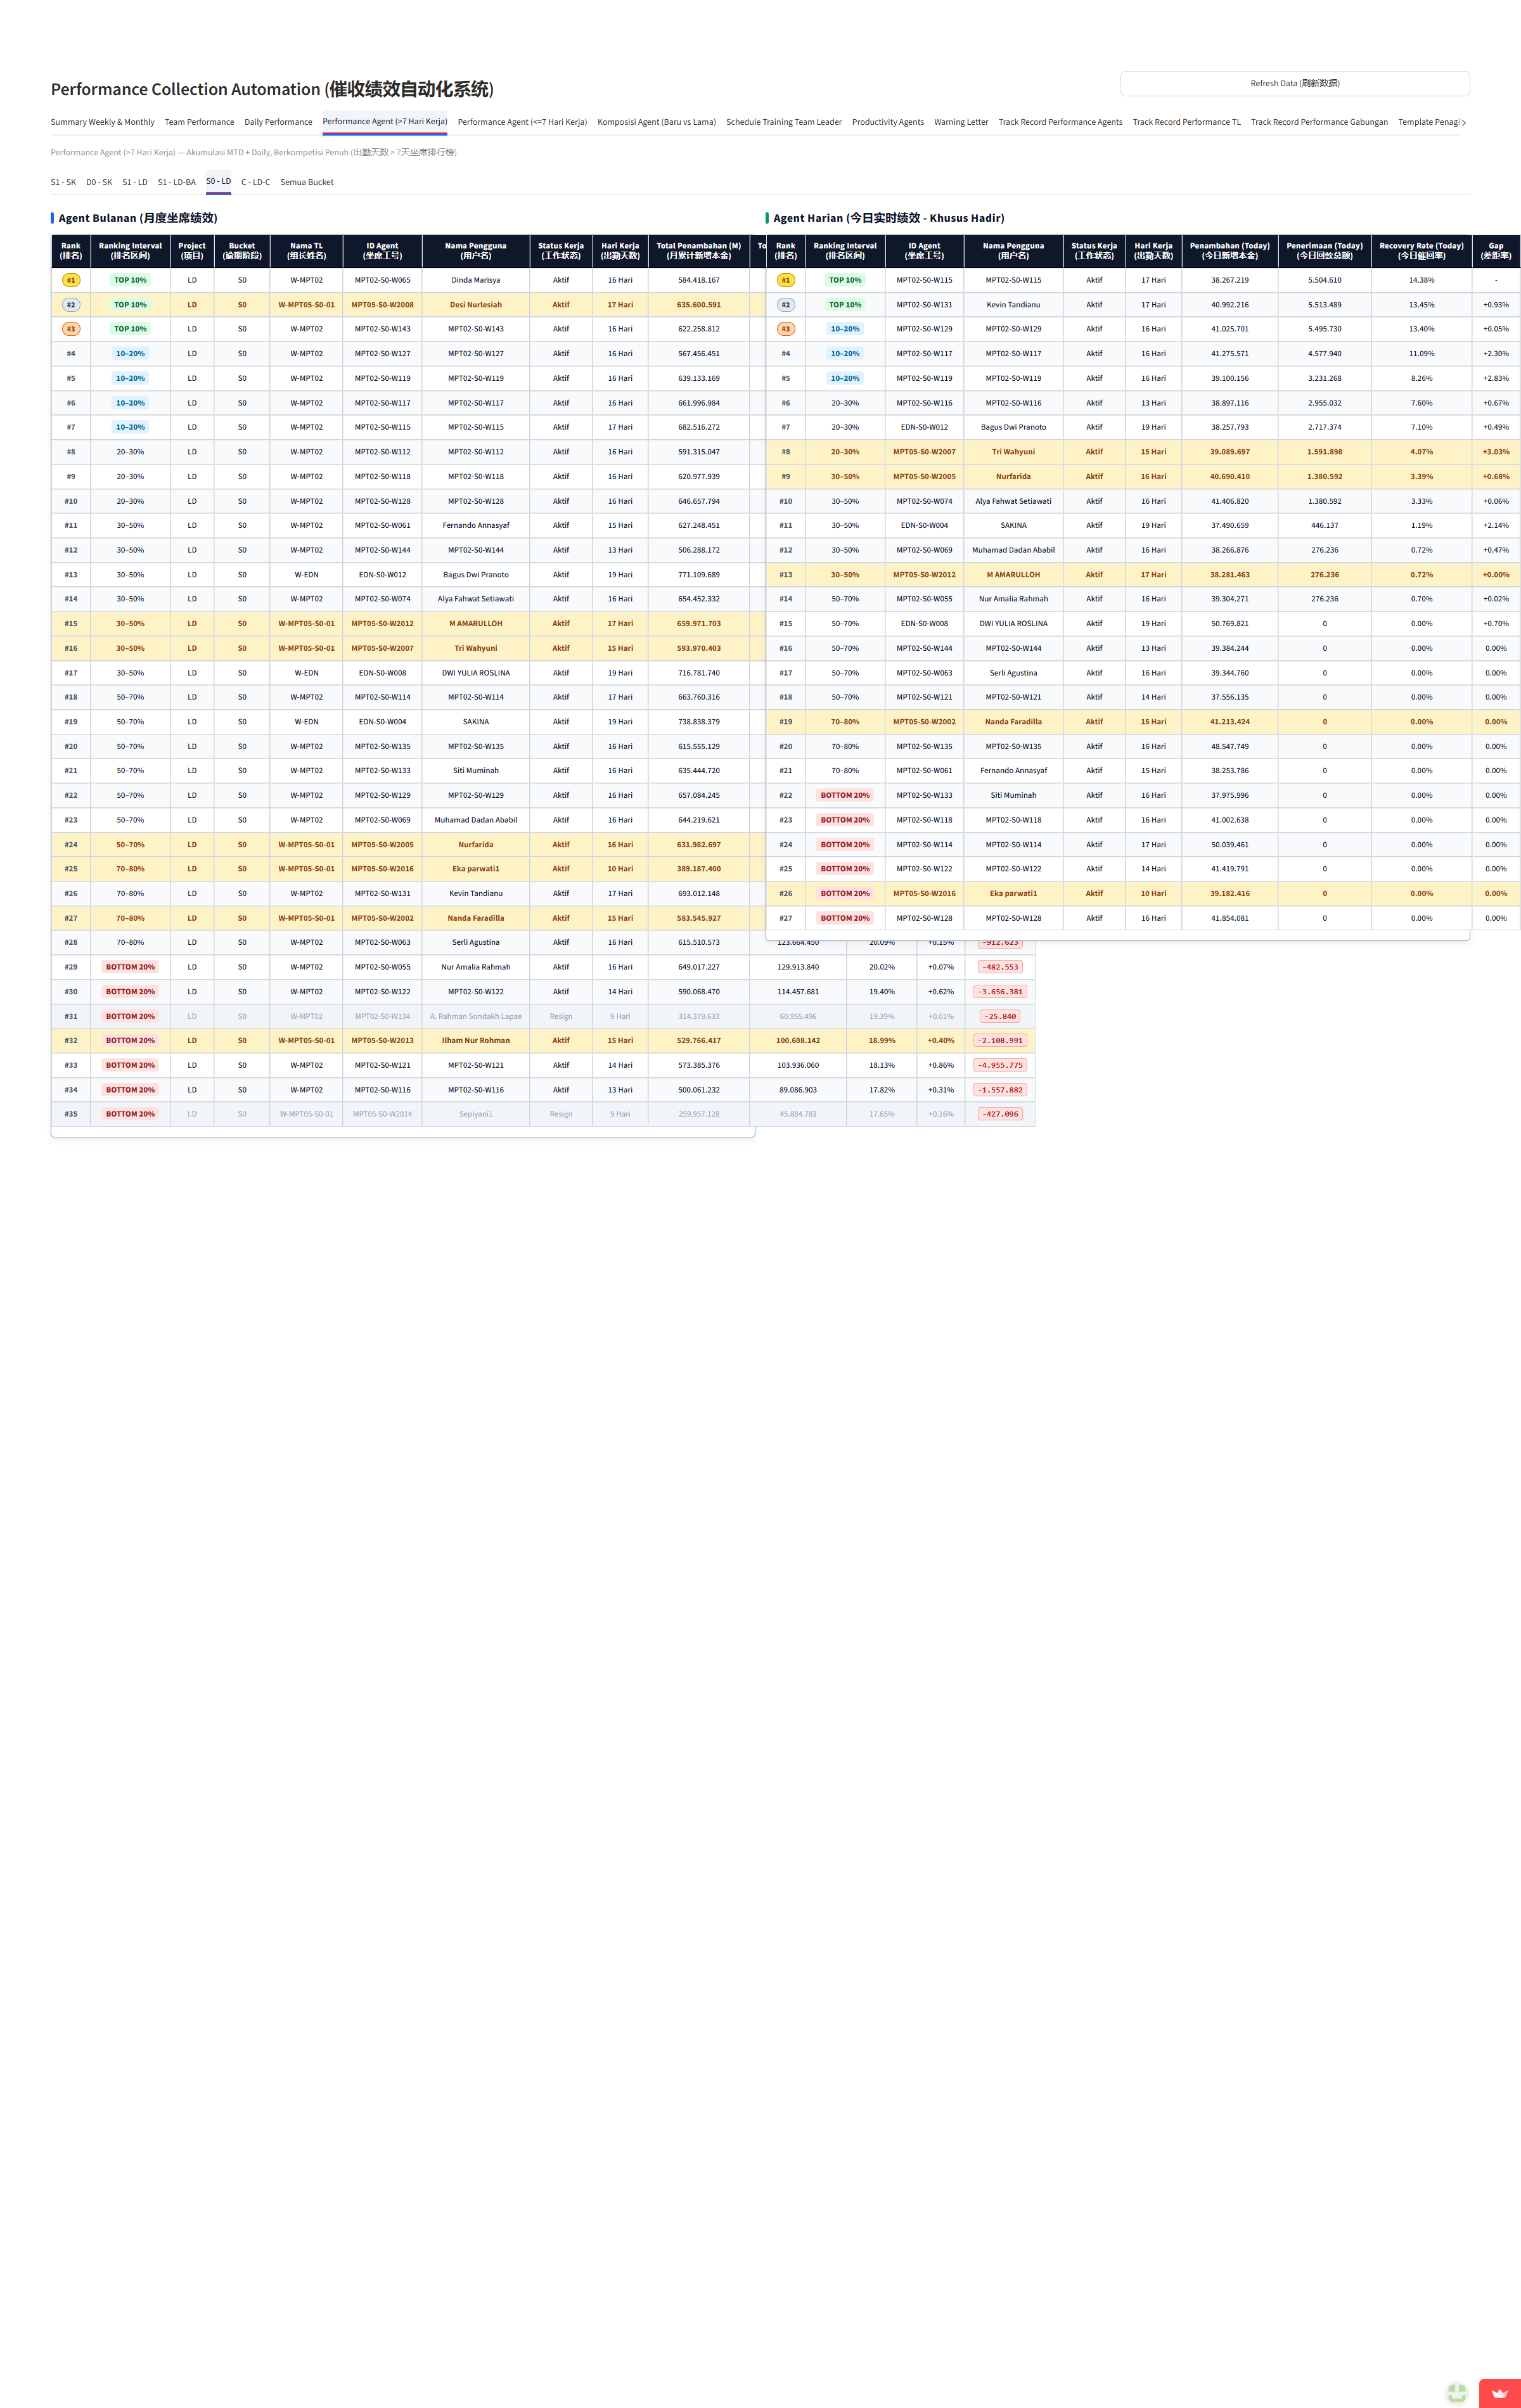 Performance Collection Automation (催收绩效自动化系统)
Refresh Data (刷新数据)
Summary Weekly & Monthly Team Performance Daily Performance Performance Agent (>7 Hari Kerja) Performance Agent (<=7 Hari Kerja) Komposisi Agent (Baru vs Lama) Schedule Training Team Leader Productivity Agents Warning Letter Track Record Performance Agents Track Record Performance TL Track Record Performance Gabungan Template
Performance Agent (>7 Hari Kerja) — Akumulasi MTD + Daily, Berkompetisi Penuh (出勤天数 > 7天坐席排行榜)
S1 - SK D0 - SK S1 - LD S1 - LD-BA S0 - LD C - LD-C Semua Bucket
Agent Bulanan (月度坐席绩效)
Rank Ranking Interval Project Bucket Nama TL ID Agent Nama Pengguna Status Kerja Hari Kerja Total Penambahan (M)
(排名) (排名区间) (项目) (逾期阶段) (组长姓名) (坐席工号) (用户名) (工作状态) (出勤天数) (月累计新增本金)
#1 TOP 10% LD S0 W-MPT02 MPT02-S0-W065 Dinda Marisya Aktif 16 Hari 584.418.167
#2 TOP 10% LD S0 W-MPT05-S0-01 MPT05-S0-W2008 Desi Nurlesiah Aktif 17 Hari 635.600.591
#3 TOP 10% LD S0 W-MPT02 MPT02-S0-W143 MPT02-S0-W143 Aktif 16 Hari 622.258.812
#4 10–20% LD S0 W-MPT02 MPT02-S0-W127 MPT02-S0-W127 Aktif 16 Hari 567.456.451
#5 10–20% LD S0 W-MPT02 MPT02-S0-W119 MPT02-S0-W119 Aktif 16 Hari 639.133.169
#6 10–20% LD S0 W-MPT02 MPT02-S0-W117 MPT02-S0-W117 Aktif 16 Hari 661.996.984
#7 10–20% LD S0 W-MPT02 MPT02-S0-W115 MPT02-S0-W115 Aktif 17 Hari 682.516.272
#8 20–30% LD S0 W-MPT02 MPT02-S0-W112 MPT02-S0-W112 Aktif 16 Hari 591.315.047
#9 20–30% LD S0 W-MPT02 MPT02-S0-W118 MPT02-S0-W118 Aktif 16 Hari 620.977.939
#10 20–30% LD S0 W-MPT02 MPT02-S0-W128 MPT02-S0-W128 Aktif 16 Hari 646.657.794
#11 30–50% LD S0 W-MPT02 MPT02-S0-W061 Fernando Annasyaf Aktif 15 Hari 627.248.451
#12 30–50% LD S0 W-MPT02 MPT02-S0-W144 MPT02-S0-W144 Aktif 13 Hari 506.288.172
#13 30–50% LD S0 W-EDN EDN-S0-W012 Bagus Dwi Pranoto Aktif 19 Hari 771.109.689
#14 30–50% LD S0 W-MPT02 MPT02-S0-W074 Alya Fahwat Setiawati Aktif 16 Hari 654.452.332
#15 30–50% LD S0 W-MPT05-S0-01 MPT05-S0-W2012 M AMARULLOH Aktif 17 Hari 659.971.703
#16 30–50% LD S0 W-MPT05-S0-01 MPT05-S0-W2007 Tri Wahyuni Aktif 15 Hari 593.970.403
#17 30–50% LD S0 W-EDN EDN-S0-W008 DWI YULIA ROSLINA Aktif 19 Hari 716.781.740
#18 50–70% LD S0 W-MPT02 MPT02-S0-W114 MPT02-S0-W114 Aktif 17 Hari 663.760.316
#19 50–70% LD S0 W-EDN EDN-S0-W004 SAKINA Aktif 19 Hari 738.838.379
#20 50–70% LD S0 W-MPT02 MPT02-S0-W135 MPT02-S0-W135 Aktif 16 Hari 615.555.129
#21 50–70% LD S0 W-MPT02 MPT02-S0-W133 Siti Muminah Aktif 16 Hari 635.444.720
#22 50–70% LD S0 W-MPT02 MPT02-S0-W129 MPT02-S0-W129 Aktif 16 Hari 657.084.245
#23 50–70% LD S0 W-MPT02 MPT02-S0-W069 Muhamad Dadan Ababil Aktif 16 Hari 644.219.621
#24 50–70% LD S0 W-MPT05-S0-01 MPT05-S0-W2005 Nurfarida Aktif 16 Hari 631.982.697
#25 70–80% LD S0 W-MPT05-S0-01 MPT05-S0-W2016 Eka parwati1 Aktif 10 Hari 389.187.400
#26 70–80% LD S0 W-MPT02 MPT02-S0-W131 Kevin Tandianu Aktif 17 Hari 693.012.148
#27 70–80% LD S0 W-MPT05-S0-01 MPT05-S0-W2002 Nanda Faradilla Aktif 15 Hari 583.545.927
#28 70–80% LD S0 W-MPT02 MPT02-S0-W063 Serli Agustina Aktif 16 Hari 615.510.573 123.664.450 20.09% +0.15% -912.623
#29 BOTTOM 20% LD S0 W-MPT02 MPT02-S0-W055 Nur Amalia Rahmah Aktif 16 Hari 649.017.227 129.913.840 20.02% +0.07% -482.553
#30 BOTTOM 20% LD S0 W-MPT02 MPT02-S0-W122 MPT02-S0-W122 Aktif 14 Hari 590.068.470 114.457.681 19.40% +0.62% -3.656.381
#31 BOTTOM 20% LD S0 W-MPT02 MPT02-S0-W134 A. Rahman Sondakh Lapae Resign 9 Hari 314.379.633 60.955.496 19.39% +0.01% -25.840
#32 BOTTOM 20% LD S0 W-MPT05-S0-01 MPT05-S0-W2013 Ilham Nur Rohman Aktif 15 Hari 529.766.417 100.608.142 18.99% +0.40% -2.108.991
#33 BOTTOM 20% LD S0 W-MPT02 MPT02-S0-W121 MPT02-S0-W121 Aktif 14 Hari 573.385.376 103.936.060 18.13% +0.86% -4.955.775
#34 BOTTOM 20% LD S0 W-MPT02 MPT02-S0-W116 MPT02-S0-W116 Aktif 13 Hari 500.061.232 89.086.903 17.82% +0.31% -1.557.882
#35 BOTTOM 20% LD S0 W-MPT05-S0-01 MPT05-S0-W2014 Sepiyani1 Resign 9 Hari 259.957.128 45.884.783 17.65% +0.16% -427.096
Agent Harian (今日实时绩效 - Khusus Hadir)
Rank Ranking Interval ID Agent Nama Pengguna Status Kerja Hari Kerja Penambahan (Today) Penerimaan (Today) Recovery Rate (Today) Gap
(排名) (排名区间) (坐席工号) (用户名) (工作状态) (出勤天数) (今日新增本金) (今日回款总额) (今日催回率) (差距率)
#1 TOP 10% MPT02-S0-W115 MPT02-S0-W115 Aktif 17 Hari 38.267.219 5.504.610 14.38% -
#2 TOP 10% MPT02-S0-W131 Kevin Tandianu Aktif 17 Hari 40.992.216 5.513.489 13.45% +0.93%
#3 10–20% MPT02-S0-W129 MPT02-S0-W129 Aktif 16 Hari 41.025.701 5.495.730 13.40% +0.05%
#4 10–20% MPT02-S0-W117 MPT02-S0-W117 Aktif 16 Hari 41.275.571 4.577.940 11.09% +2.30%
#5 10–20% MPT02-S0-W119 MPT02-S0-W119 Aktif 16 Hari 39.100.156 3.231.268 8.26% +2.83%
#6 20–30% MPT02-S0-W116 MPT02-S0-W116 Aktif 13 Hari 38.897.116 2.955.032 7.60% +0.67%
#7 20–30% EDN-S0-W012 Bagus Dwi Pranoto Aktif 19 Hari 38.257.793 2.717.374 7.10% +0.49%
#8 20–30% MPT05-S0-W2007 Tri Wahyuni Aktif 15 Hari 39.089.697 1.591.898 4.07% +3.03%
#9 30–50% MPT05-S0-W2005 Nurfarida Aktif 16 Hari 40.690.410 1.380.592 3.39% +0.68%
#10 30–50% MPT02-S0-W074 Alya Fahwat Setiawati Aktif 16 Hari 41.406.820 1.380.592 3.33% +0.06%
#11 30–50% EDN-S0-W004 SAKINA Aktif 19 Hari 37.490.659 446.137 1.19% +2.14%
#12 30–50% MPT02-S0-W069 Muhamad Dadan Ababil Aktif 16 Hari 38.266.876 276.236 0.72% +0.47%
#13 30–50% MPT05-S0-W2012 M AMARULLOH Aktif 17 Hari 38.281.463 276.236 0.72% +0.00%
#14 50–70% MPT02-S0-W055 Nur Amalia Rahmah Aktif 16 Hari 39.304.271 276.236 0.70% +0.02%
#15 50–70% EDN-S0-W008 DWI YULIA ROSLINA Aktif 19 Hari 50.769.821 0 0.00% +0.70%
#16 50–70% MPT02-S0-W144 MPT02-S0-W144 Aktif 13 Hari 39.384.244 0 0.00% 0.00%
#17 50–70% MPT02-S0-W063 Serli Agustina Aktif 16 Hari 39.344.760 0 0.00% 0.00%
#18 50–70% MPT02-S0-W121 MPT02-S0-W121 Aktif 14 Hari 37.556.135 0 0.00% 0.00%
#19 70–80% MPT05-S0-W2002 Nanda Faradilla Aktif 15 Hari 41.213.424 0 0.00% 0.00%
#20 70–80% MPT02-S0-W135 MPT02-S0-W135 Aktif 16 Hari 48.547.749 0 0.00% 0.00%
#21 70–80% MPT02-S0-W061 Fernando Annasyaf Aktif 15 Hari 38.253.786 0 0.00% 0.00%
#22 BOTTOM 20% MPT02-S0-W133 Siti Muminah Aktif 16 Hari 37.975.996 0 0.00% 0.00%
#23 BOTTOM 20% MPT02-S0-W118 MPT02-S0-W118 Aktif 16 Hari 41.002.638 0 0.00% 0.00%
#24 BOTTOM 20% MPT02-S0-W114 MPT02-S0-W114 Aktif 17 Hari 50.039.461 0 0.00% 0.00%
#25 BOTTOM 20% MPT02-S0-W122 MPT02-S0-W122 Aktif 14 Hari 41.419.791 0 0.00% 0.00%
#26 BOTTOM 20% MPT05-S0-W2016 Eka parwati1 Aktif 10 Hari 39.182.416 0 0.00% 0.00%
#27 BOTTOM 20% MPT02-S0-W128 MPT02-S0-W128 Aktif 16 Hari 41.854.081 0 0.00% 0.00%